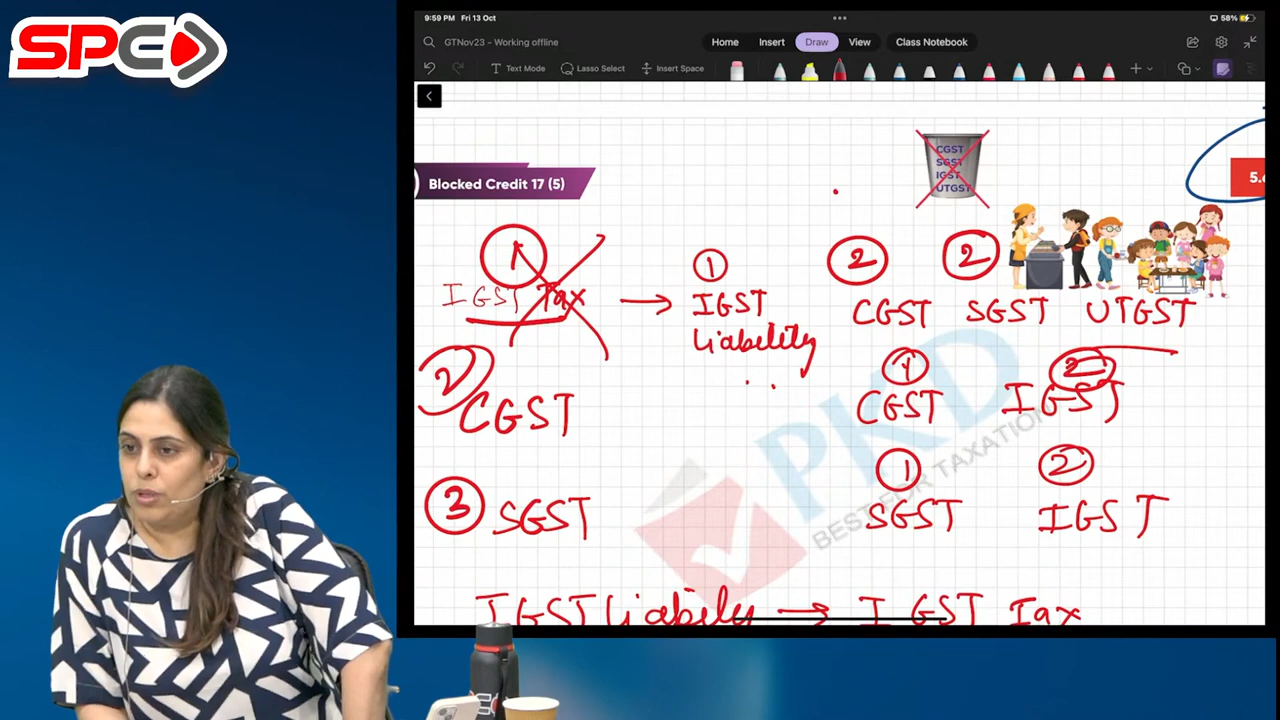 SPC
9:59 PM Fri 13 Oct
58%
GTNov23 – Working offline
Home Insert Draw View Class Notebook
Text Mode Lasso Select Insert Space
Blocked Credit 17 (5)
CGST
SGST
IGST
UTGST
5.
1
1
2
2
IGST Tax → IGST Liability
CGST SGST UTGST
2 CGST
1 CGST
2 IGST
3 SGST
1 SGST
2 IGST
PKD
BEST FOR TAXATION
IGST liability → IGST Tax